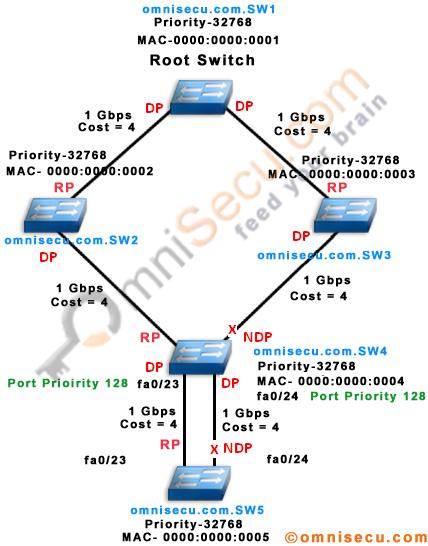 omnisecu.com.SW1
Priority-32768
MAC-0000:0000:0001
Root Switch
DP
DP
1 Gbps
Cost = 4
1 Gbps
Cost = 4
Priority-32768
MAC- 0000:0000:0002
RP
Priority-32768
MAC- 0000:0000:0003
RP
omnisecu.com.SW2
DP
DP
omnisecu.com.SW3
1 Gbps
Cost = 4
1 Gbps
Cost = 4
OmniSecu.com
feed your brain
RP
X NDP
omnisecu.com.SW4
Priority-32768
MAC- 0000:0000:0004
DP
DP
Port Prioirity 128
fa0/23
fa0/24
Port Priority 128
1 Gbps
Cost = 4
1 Gbps
Cost = 4
RP
X NDP
fa0/23
fa0/24
omnisecu.com.SW5
Priority-32768
MAC- 0000:0000:0005
©omnisecu.com